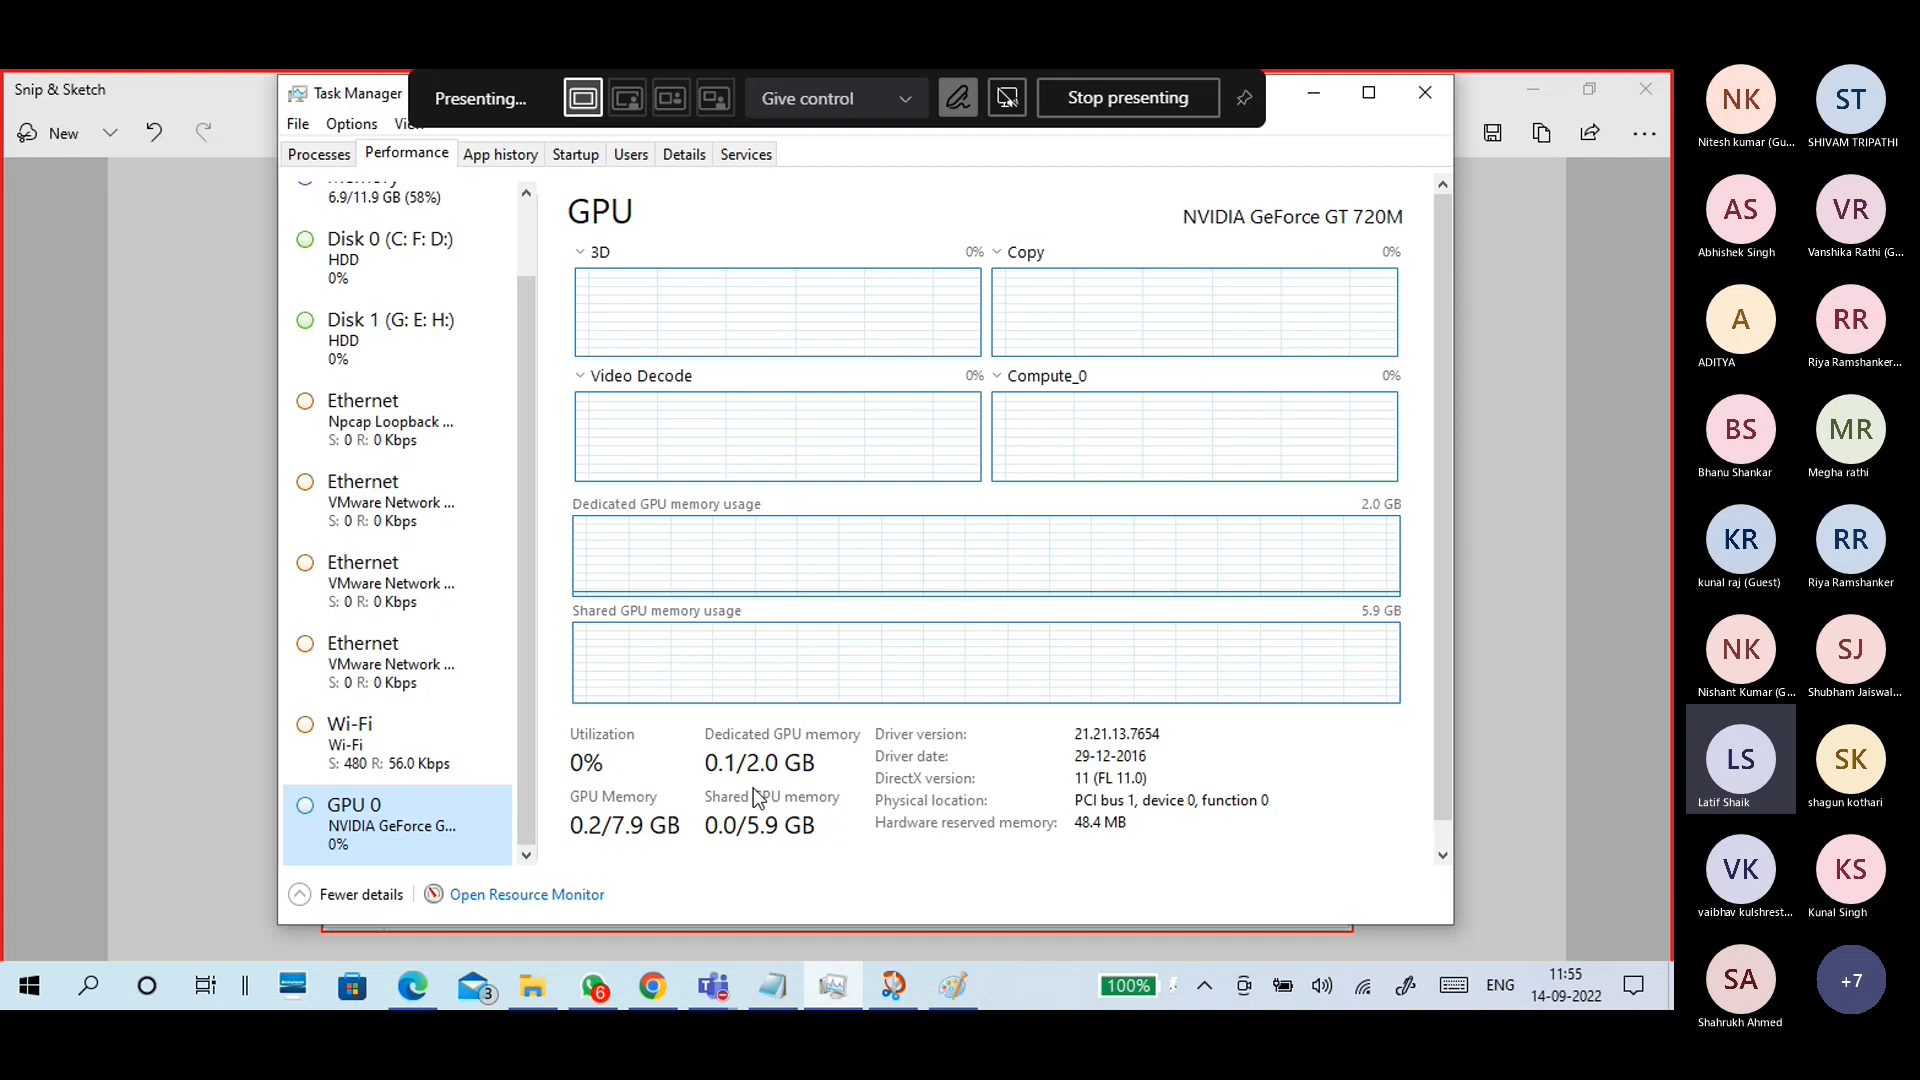 Snip & Sketch
New
Task Manager
Presenting...
Give control
Stop presenting
File Options
Processes Performance App history Startup Users Details Services
6.9/11.9 GB (58%)
Disk 0 (C: F: D:)
HDD
0%
Disk 1 (G: E: H:)
HDD
0%
Ethernet
Npcap Loopback ...
S: 0 R: 0 Kbps
Ethernet
VMware Network ...
S: 0 R: 0 Kbps
Ethernet
VMware Network ...
S: 0 R: 0 Kbps
Ethernet
VMware Network ...
S: 0 R: 0 Kbps
Wi-Fi
Wi-Fi
S: 480 R: 56.0 Kbps
GPU 0
NVIDIA GeForce G...
0%
GPU
NVIDIA GeForce GT 720M
3D 0%
Copy 0%
Video Decode 0%
Compute_0 0%
Dedicated GPU memory usage 2.0 GB
Shared GPU memory usage 5.9 GB
Utilization
0%
Dedicated GPU memory
0.1/2.0 GB
GPU Memory
0.2/7.9 GB
Shared GPU memory
0.0/5.9 GB
Driver version: 21.21.13.7654
Driver date: 29-12-2016
DirectX version: 11 (FL 11.0)
Physical location: PCI bus 1, device 0, function 0
Hardware reserved memory: 48.4 MB
Fewer details
Open Resource Monitor
3
6
100%
ENG
11:55
14-09-2022
NK
Nitesh kumar (Gu...
ST
SHIVAM TRIPATHI
AS
Abhishek Singh
VR
Vanshika Rathi (G...
A
ADITYA
RR
Riya Ramshanker...
BS
Bhanu Shankar
MR
Megha rathi
KR
kunal raj (Guest)
RR
Riya Ramshanker
NK
Nishant Kumar (G...
SJ
Shubham Jaiswal...
LS
Latif Shaik
SK
shagun kothari
VK
vaibhav kulshrest...
KS
Kunal Singh
SA
Shahrukh Ahmed
+7